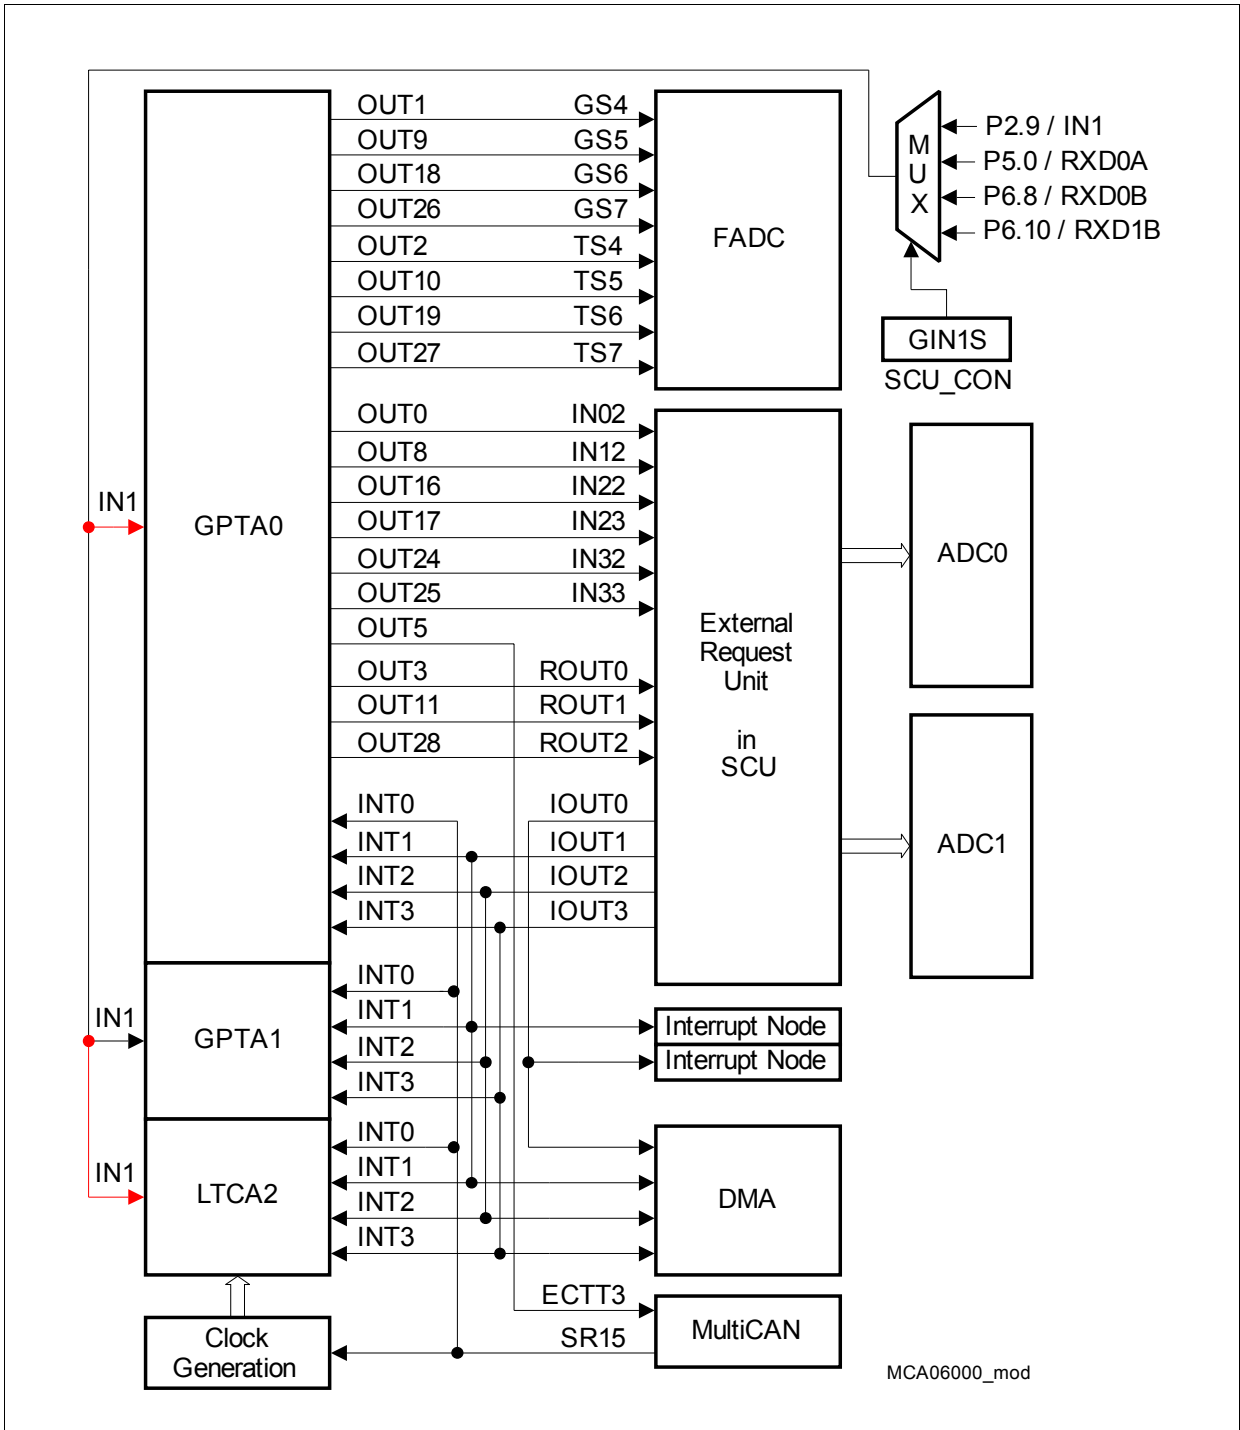 OUT1 GS4
OUT9 GS5
OUT18 GS6
OUT26 GS7
OUT2 TS4
OUT10 TS5
OUT19 TS6
OUT27 TS7
FADC
M
U
X
P2.9 / IN1
P5.0 / RXD0A
P6.8 / RXD0B
P6.10 / RXD1B
GIN1S
SCU_CON
OUT0 IN02
OUT8 IN12
OUT16 IN22
OUT17 IN23
OUT24 IN32
OUT25 IN33
OUT5
OUT3 ROUT0
OUT11 ROUT1
OUT28 ROUT2
IN1
GPTA0
External
Request
Unit
in
SCU
ADC0
ADC1
INT0 IOUT0
INT1 IOUT1
INT2 IOUT2
INT3 IOUT3
IN1
GPTA1
INT0
INT1
INT2
INT3
Interrupt Node
Interrupt Node
IN1
LTCA2
INT0
INT1
INT2
INT3
DMA
ECTT3
SR15
MultiCAN
Clock
Generation
MCA06000_mod